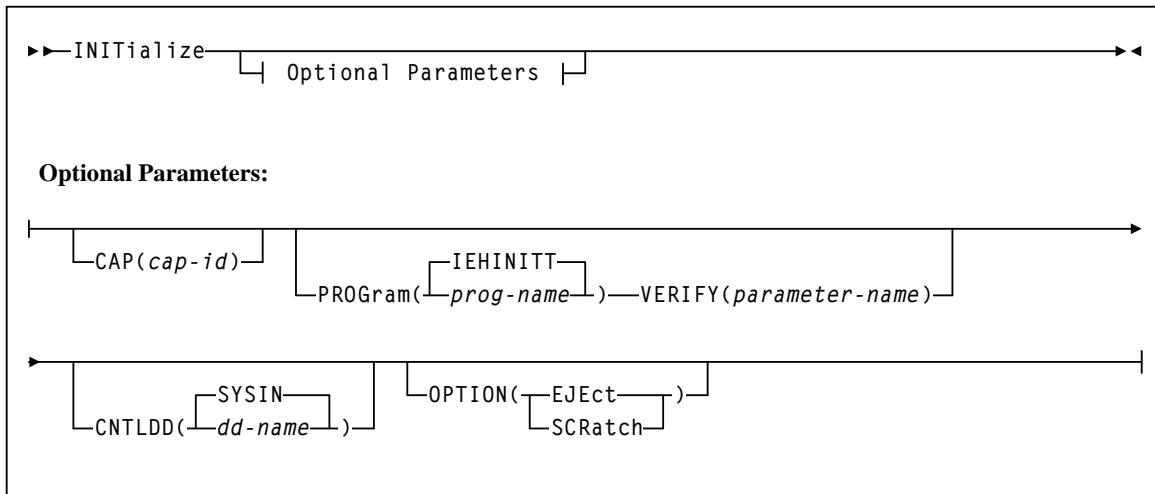 INITialize
Optional Parameters
Optional Parameters:
CAP(cap-id)
IEHINITT
PROGram( prog-name ) VERIFY(parameter-name)
SYSIN
CNTLDD( dd-name )
OPTION( EJEct )
SCRatch